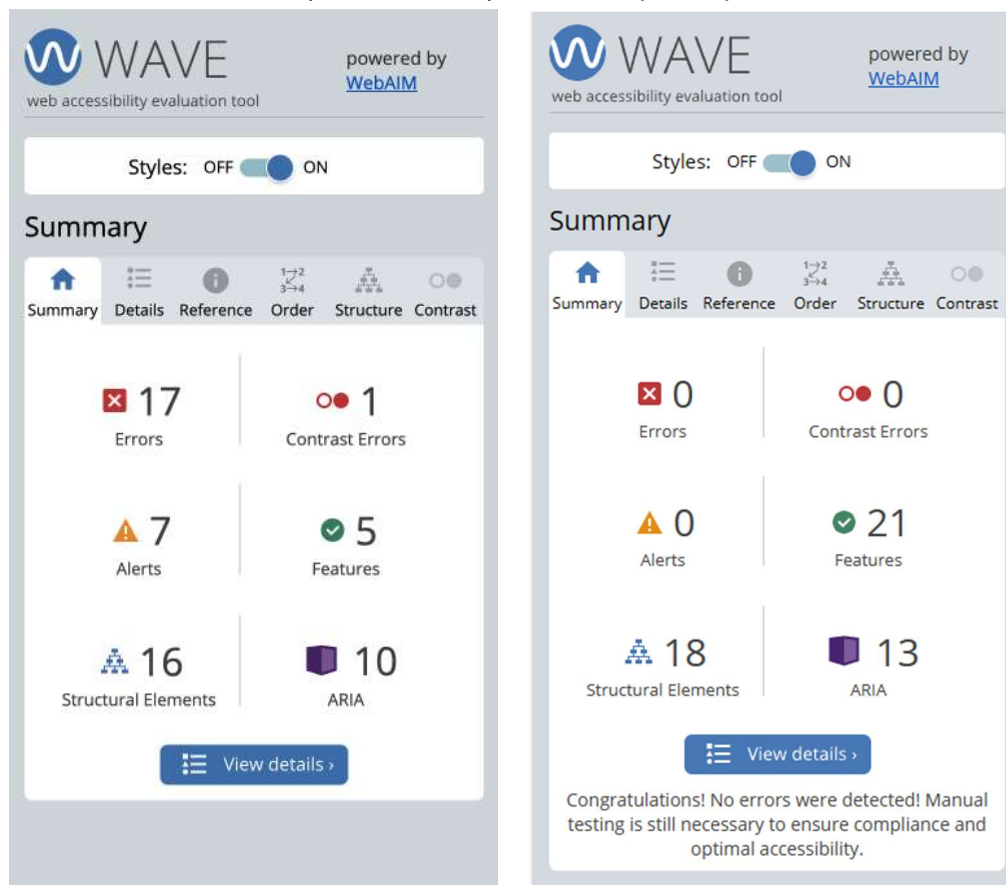 WAVE
powered by
WebAIM
web accessibility evaluation tool
Styles: OFF ON
Summary
Summary Details Reference Order Structure Contrast
17
Errors
1
Contrast Errors
7
Alerts
5
Features
16
Structural Elements
10
ARIA
View details ›
WAVE
powered by
WebAIM
web accessibility evaluation tool
Styles: OFF ON
Summary
1→2
3→4
Summary Details Reference Order Structure Contrast
0
Errors
0
Contrast Errors
0
Alerts
21
Features
18
Structural Elements
13
ARIA
View details ›
Congratulations! No errors were detected! Manual
testing is still necessary to ensure compliance and
optimal accessibility.